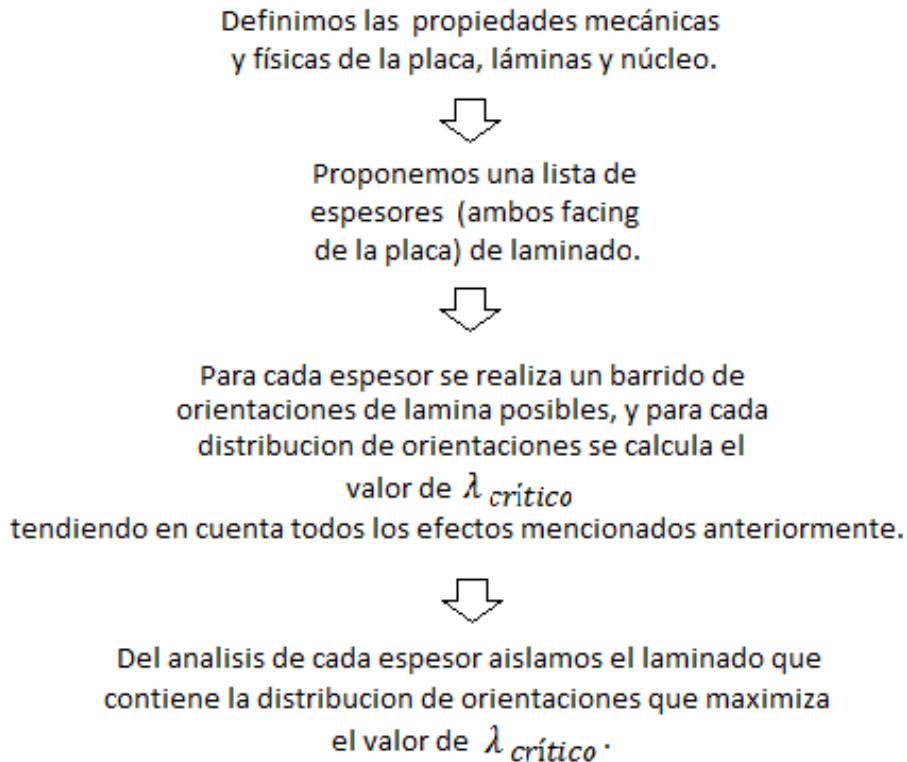 Definimos las propiedades mecánicas
y físicas de la placa, láminas y núcleo.
Proponemos una lista de
espesores (ambos facing
de la placa) de laminado.
Para cada espesor se realiza un barrido de
orientaciones de lamina posibles, y para cada
distribucion de orientaciones se calcula el
valor de λ crítico
tendiendo en cuenta todos los efectos mencionados anteriormente.
Del analisis de cada espesor aislamos el laminado que
contiene la distribucion de orientaciones que maximiza
el valor de λ crítico .